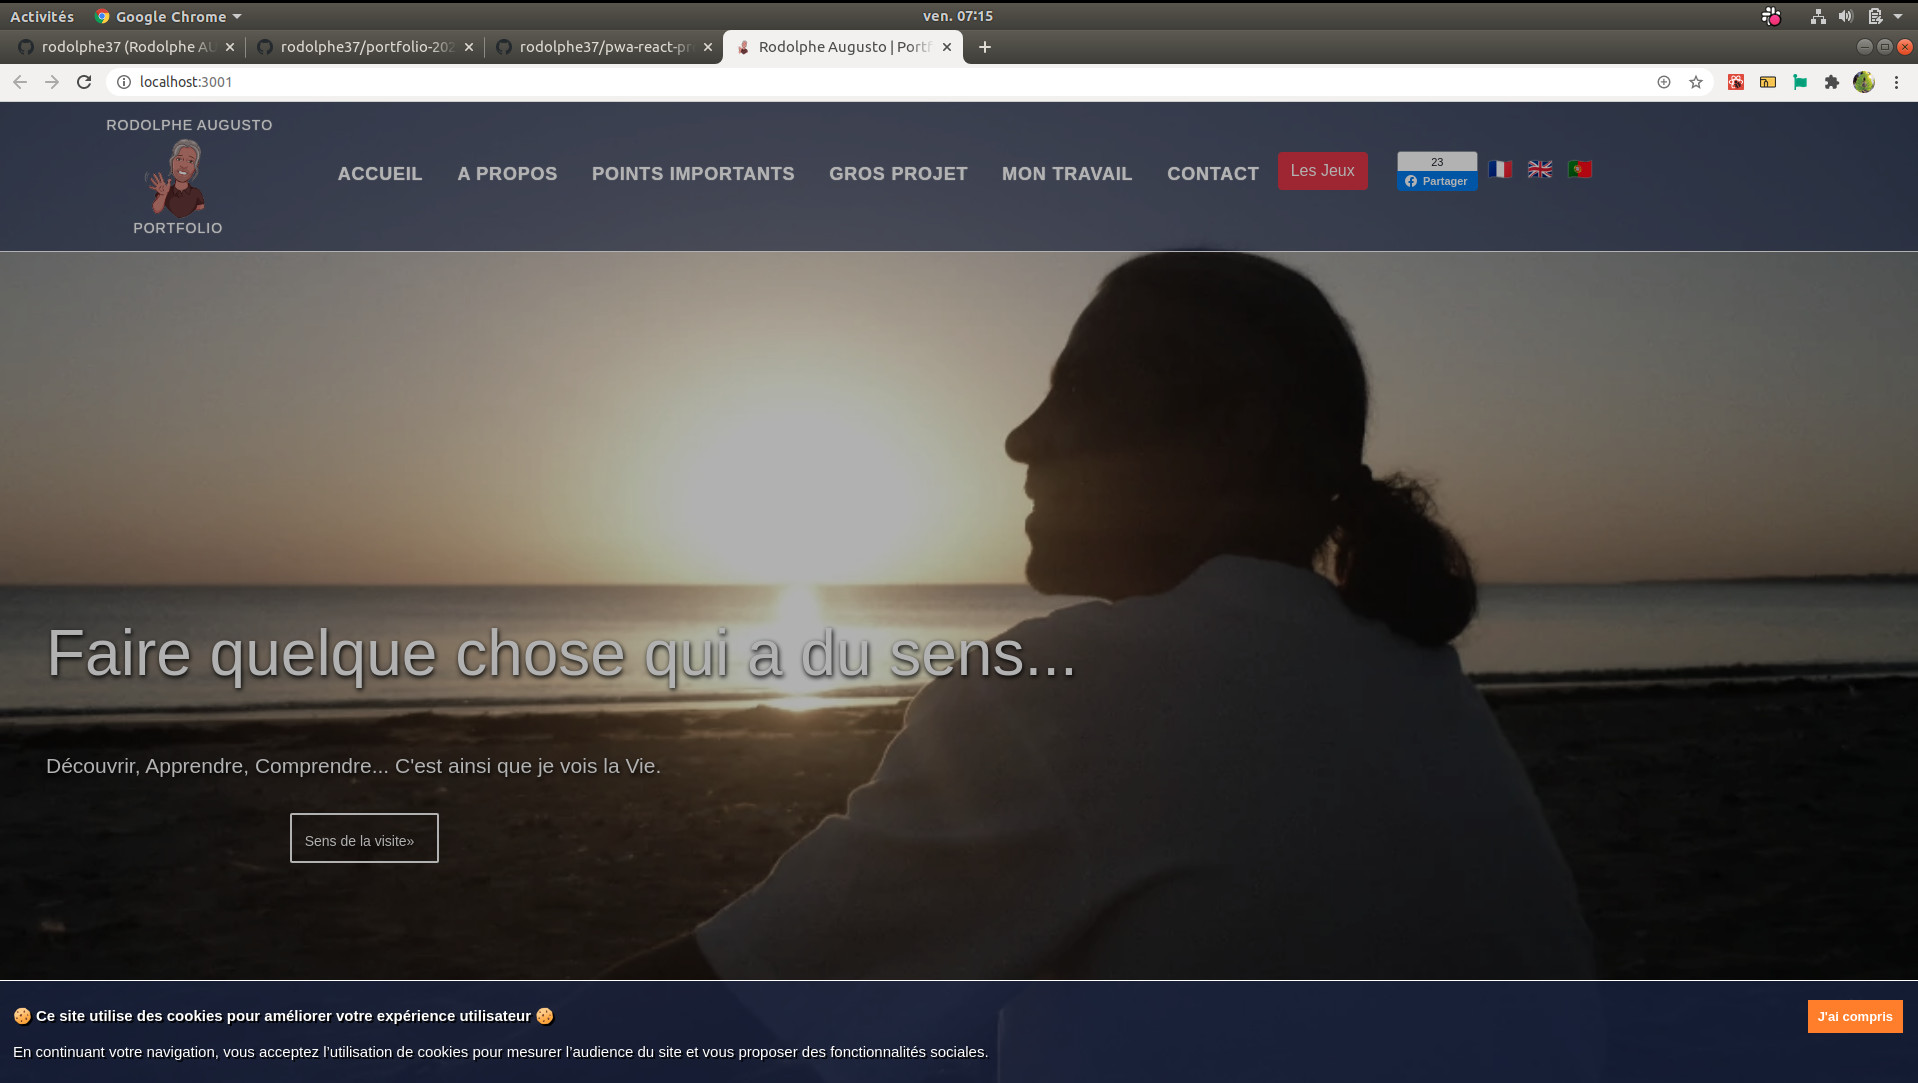 Activités Google Chrome ven. 07:15
rodolphe37 (Rodolphe AU rodolphe37/portfolio-202 rodolphe37/pwa-react-pr Rodolphe Augusto | Portf
localhost:3001
RODOLPHE AUGUSTO
PORTFOLIO
ACCUEIL A PROPOS POINTS IMPORTANTS GROS PROJET MON TRAVAIL CONTACT Les Jeux
23
Partager
Faire quelque chose qui a du sens...
Découvrir, Apprendre, Comprendre... C'est ainsi que je vois la Vie.
Sens de la visite»
Ce site utilise des cookies pour améliorer votre expérience utilisateur
J'ai compris
En continuant votre navigation, vous acceptez l’utilisation de cookies pour mesurer l’audience du site et vous proposer des fonctionnalités sociales.